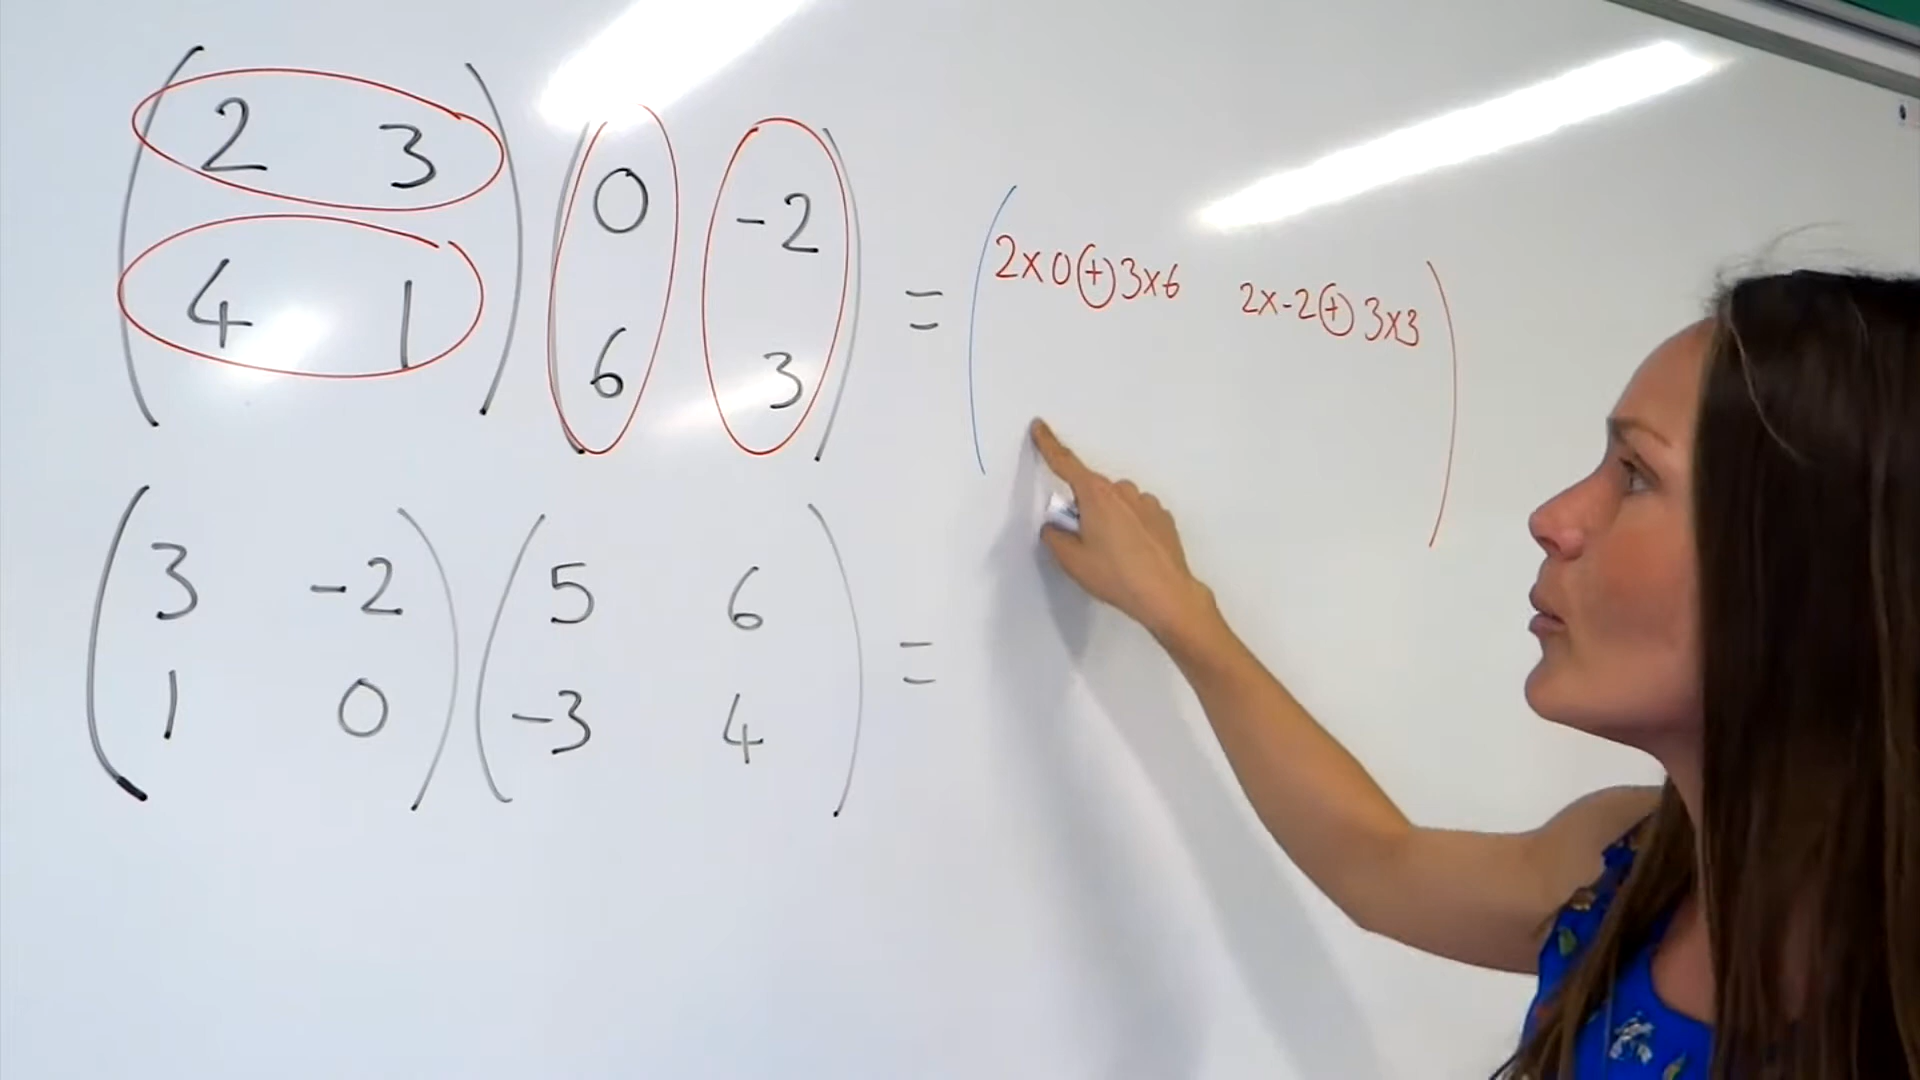 (2 3) (0 -2) = (2x0+3x6 2x-2+3x3)
(4 1) (6 3)
(3 -2) (5 6) =
(1 0) (-3 4)